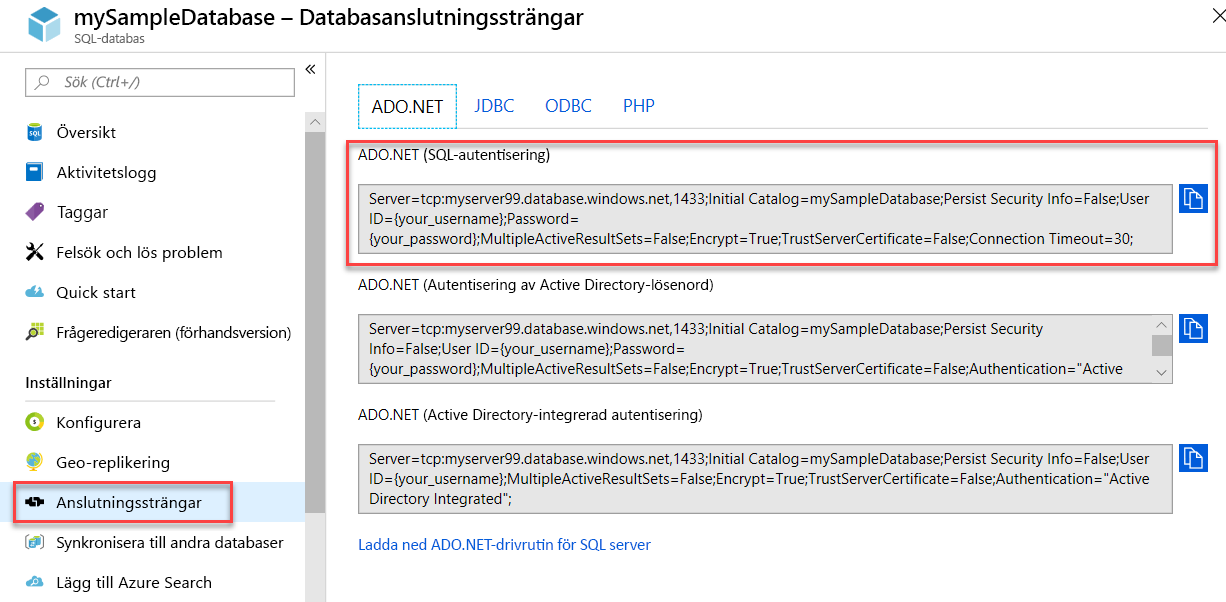 mySampleDatabase – Databasanslutningssträngar
SQL-databas
Sök (Ctrl+/)
Översikt
Aktivitetslogg
Taggar
Felsök och lös problem
Quick start
Frågeredigeraren (förhandsversion)
Inställningar
Konfigurera
Geo-replikering
Anslutningssträngar
Synkronisera till andra databaser
Lägg till Azure Search
ADO.NET JDBC ODBC PHP
ADO.NET (SQL-autentisering)
Server=tcp:myserver99.database.windows.net,1433;Initial Catalog=mySampleDatabase;Persist Security Info=False;User
ID={your_username};Password=
{your_password};MultipleActiveResultSets=False;Encrypt=True;TrustServerCertificate=False;Connection Timeout=30;
ADO.NET (Autentisering av Active Directory-lösenord)
Server=tcp:myserver99.database.windows.net,1433;Initial Catalog=mySampleDatabase;Persist Security
Info=False;User ID={your_username};Password=
{your_password};MultipleActiveResultSets=False;Encrypt=True;TrustServerCertificate=False;Authentication="Active
ADO.NET (Active Directory-integrerad autentisering)
Server=tcp:myserver99.database.windows.net,1433;Initial Catalog=mySampleDatabase;Persist Security Info=False;User
ID={your_username};MultipleActiveResultSets=False;Encrypt=True;TrustServerCertificate=False;Authentication="Active
Directory Integrated";
Ladda ned ADO.NET-drivrutin för SQL server